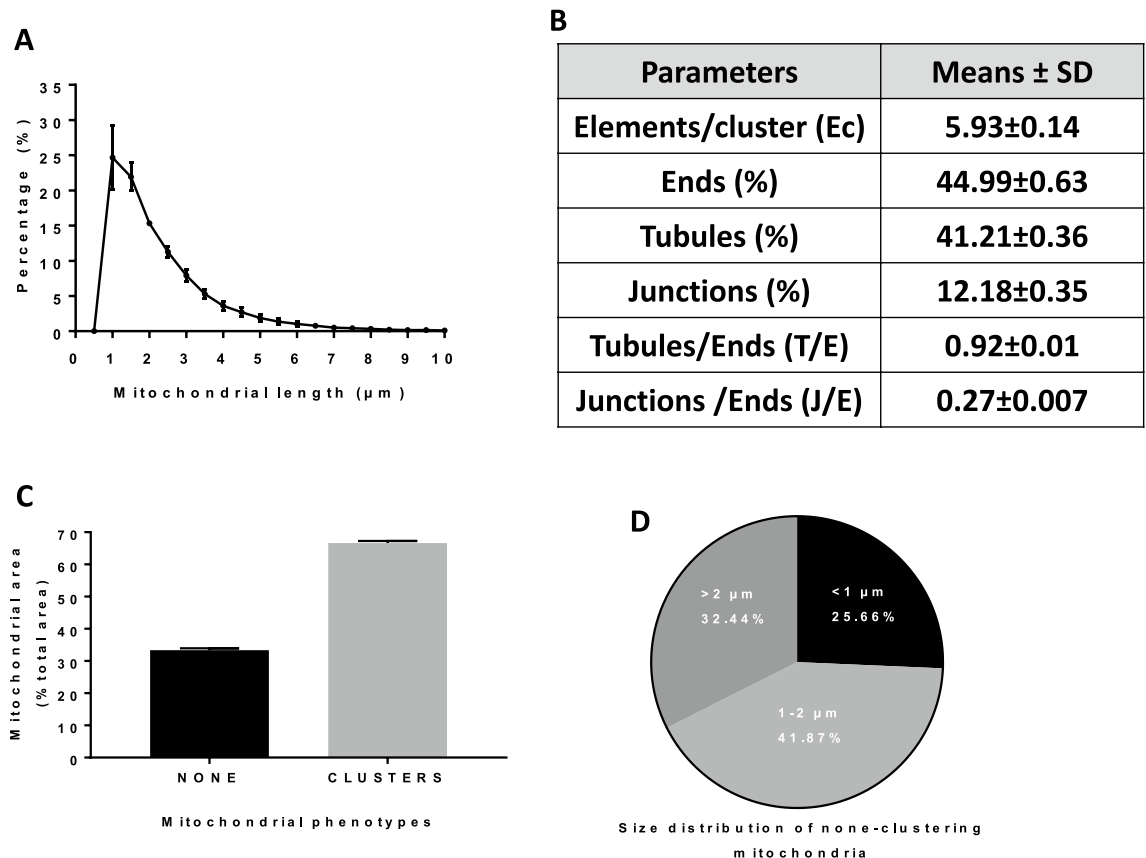 A
Percentage (%)
35
30
25
20
15
10
5
0
0 1 2 3 4 5 6 7 8 9 10
Mitochondrial length (µm)
B
Parameters Means ± SD
Elements/cluster (Ec) 5.93±0.14
Ends (%) 44.99±0.63
Tubules (%) 41.21±0.36
Junctions (%) 12.18±0.35
Tubules/Ends (T/E) 0.92±0.01
Junctions /Ends (J/E) 0.27±0.007
C
Mitochondrial area
(% total area)
70
60
50
40
30
20
10
0
NONE CLUSTERS
Mitochondrial phenotypes
D
>2 µm
32.44%
<1 µm
25.66%
1-2 µm
41.87%
Size distribution of none-clustering
mitochondria